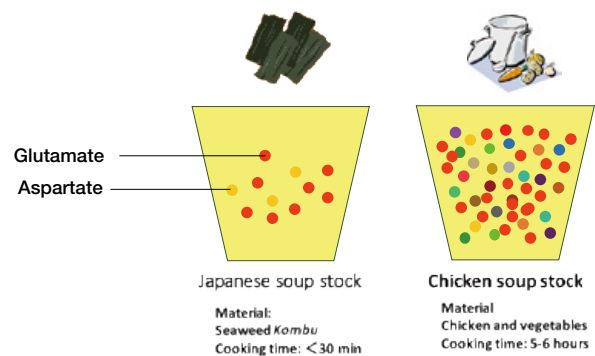 Glutamate
Aspartate
Japanese soup stock
Material:
Seaweed Kombu
Cooking time: <30 min
Chicken soup stock
Material
Chicken and vegetables
Cooking time: 5-6 hours